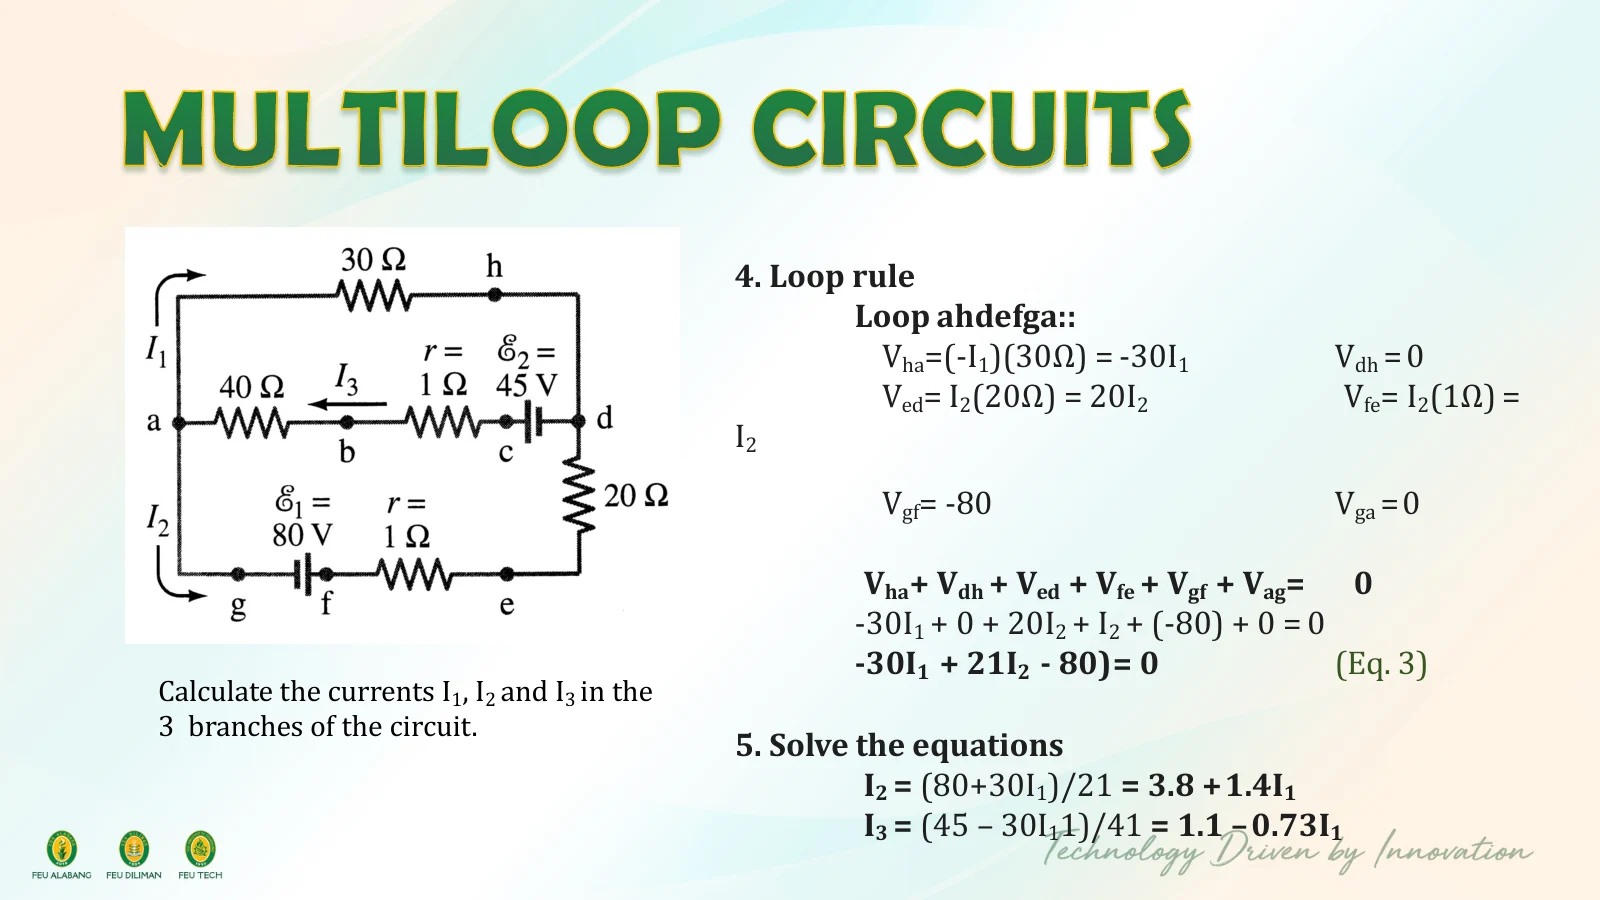 MULTILOOP CIRCUITS
30 Ω
h
I₁
r =
1 Ω
ℰ₂ =
45 V
40 Ω
I₃
a
b
c
d
20 Ω
I₂
ℰ₁ =
80 V
r =
1 Ω
g
f
e
Calculate the currents I₁, I₂ and I₃ in the
3 branches of the circuit.
4. Loop rule
Loop ahdefga::
Vha=(-I₁)(30Ω) = -30I₁ Vdh = 0
Ved= I₂(20Ω) = 20I₂ Vfe= I₂(1Ω) =
I₂
Vgf= -80 Vga = 0
Vha+ Vdh + Ved + Vfe + Vgf + Vag= 0
-30I₁ + 0 + 20I₂ + I₂ + (-80) + 0 = 0
-30I₁ + 21I₂ - 80)= 0 (Eq. 3)
5. Solve the equations
I₂ = (80+30I₁)/21 = 3.8 + 1.4I₁
I₃ = (45 – 30I₁1)/41 = 1.1 – 0.73I₁
Technology Driven by Innovation
FEU ALABANG FEU DILIMAN FEU TECH